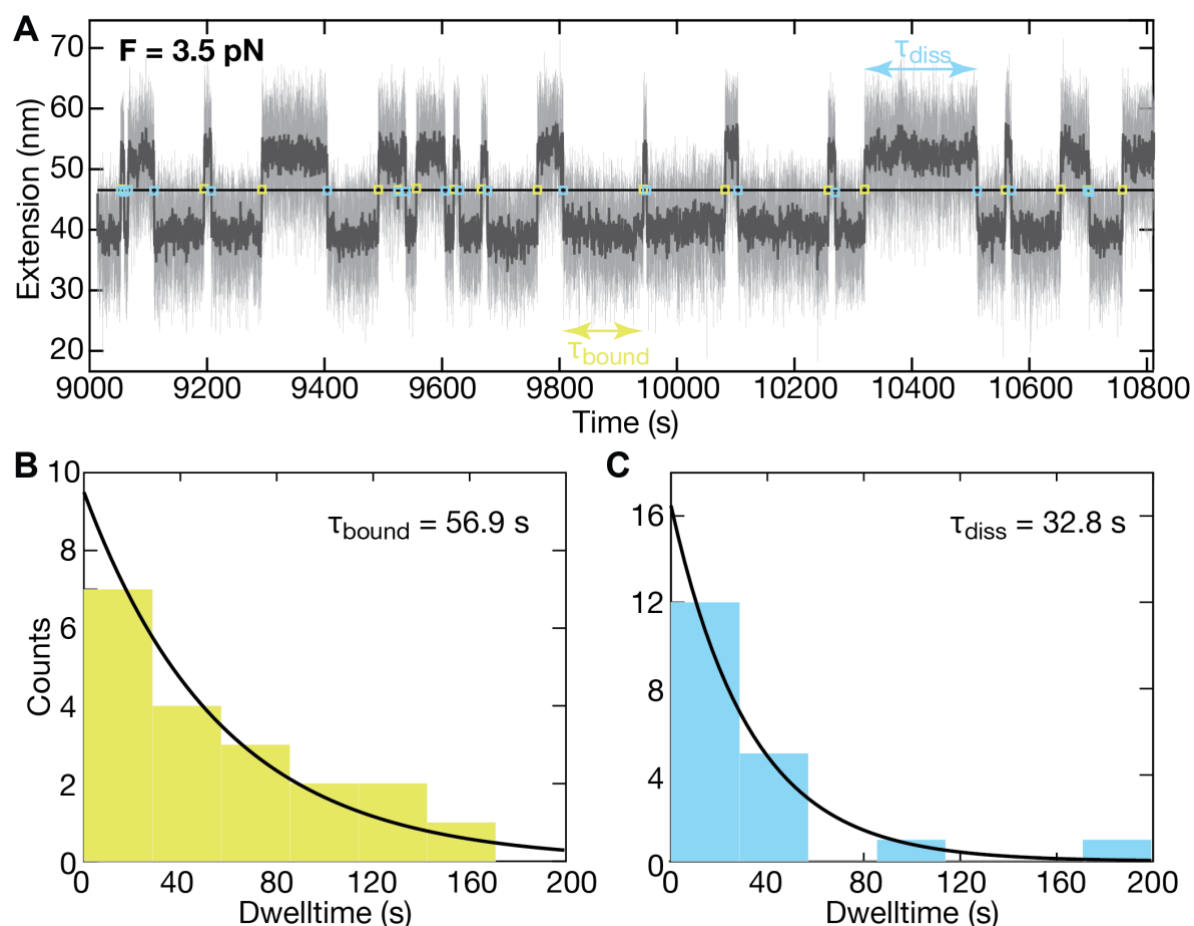 A
F = 3.5 pN
τdiss
τbound
Extension (nm)
70
60
50
40
30
20
9000 9200 9400 9600 9800 10000 10200 10400 10600 10800
Time (s)
B
τbound = 56.9 s
Counts
10
8
6
4
2
0
0 40 80 120 160 200
Dwelltime (s)
C
τdiss = 32.8 s
16
12
8
4
0
0 40 80 120 160 200
Dwelltime (s)